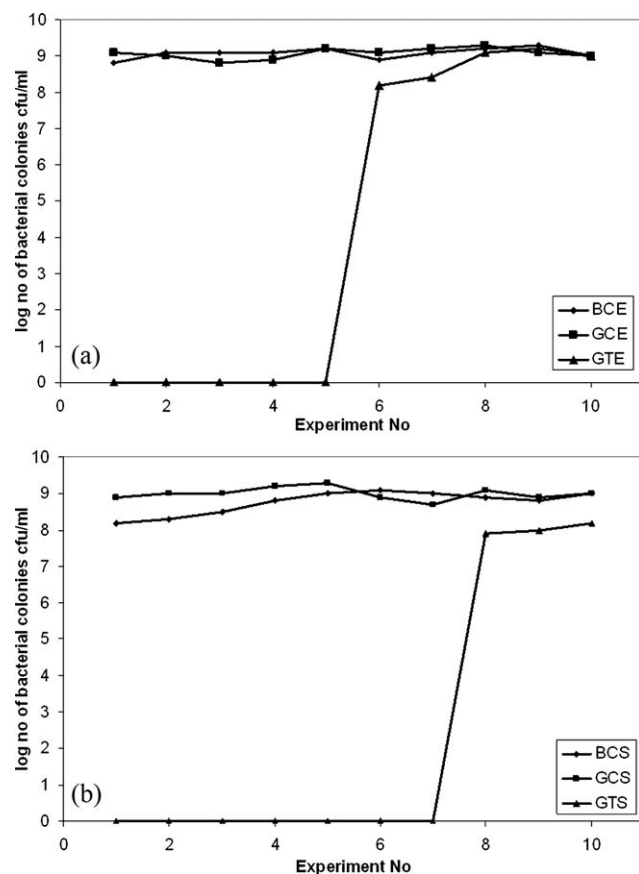 10
9
8
7
6
5
4
3
2
1
0
log no of bacterial colonies cfu/ml
(a)
BCE
GCE
GTE
0 2 4 6 8 10
Experiment No
10
9
8
7
6
5
4
3
2
1
0
log no of bacterial colonies cfu/ml
(b)
BCS
GCS
GTS
0 2 4 6 8 10
Experiment No